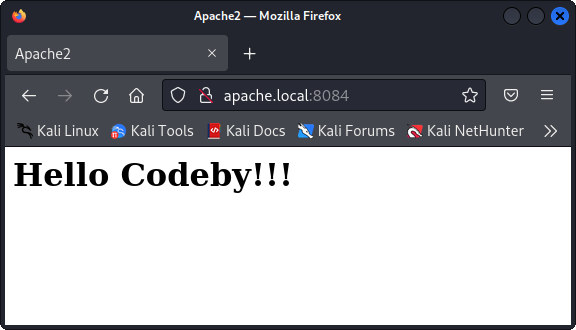 Apache2 — Mozilla Firefox
Apache2
apache.local:8084
Kali Linux Kali Tools Kali Docs Kali Forums Kali NetHunter
Hello Codeby!!!